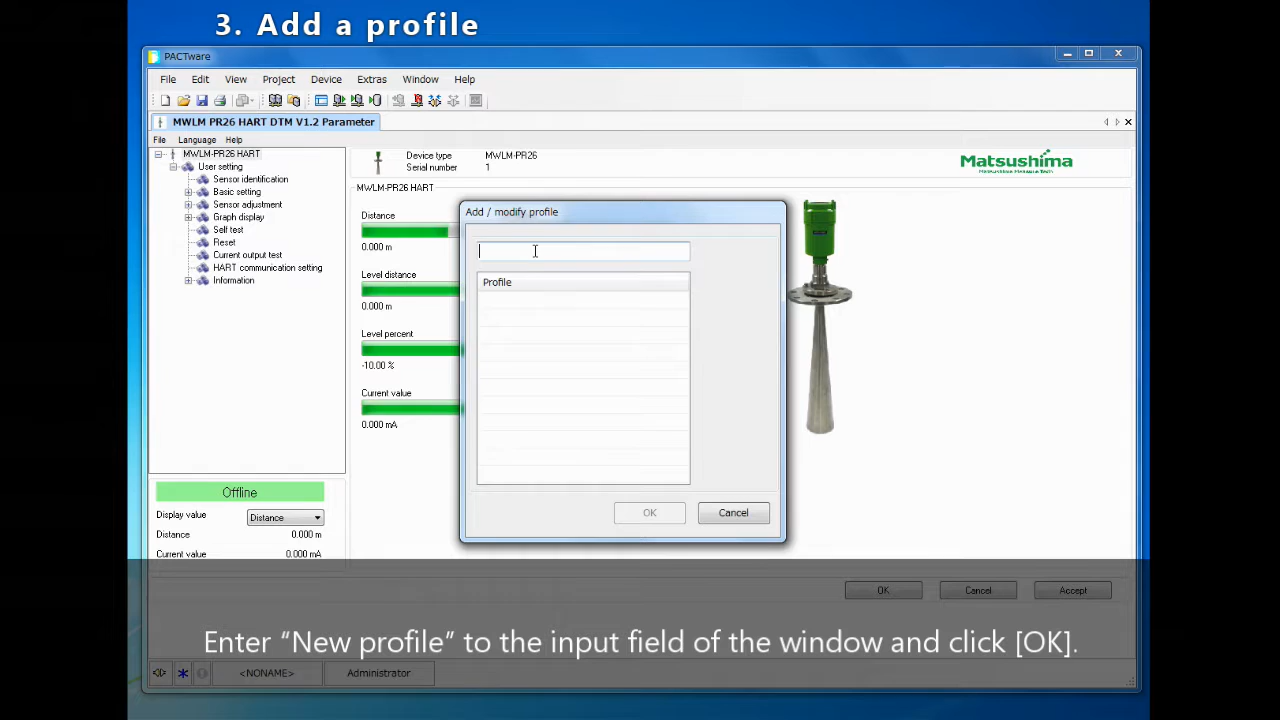 3. Add a profile
PACTware
File Edit View Project Device Extras Window Help
MWLM PR26 HART DTM V1.2 Parameter
File Language Help
MWLM-PR26 HART
User setting
Sensor identification
Basic setting
Sensor adjustment
Graph display
Self test
Reset
Current output test
HART communication setting
Information
Device type MWLM-PR26
Serial number 1
Matsushima
Matsushima Measure Tech
MWLM-PR26 HART
Distance
0.000 m
Level distance
0.000 m
Level percent
-10.00 %
Current value
0.000 mA
Add / modify profile
Profile
OK Cancel
Offline
Display value Distance
Distance 0.000 m
Current value 0.000 mA
OK Cancel Accept
Enter “New profile” to the input field of the window and click [OK].
<NONAME> Administrator